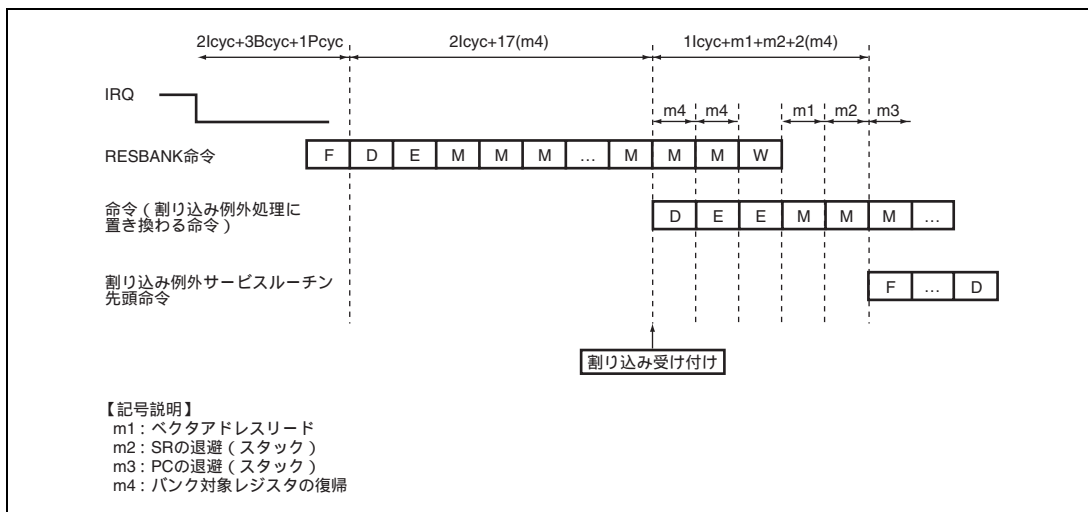 2Icyc+3Bcyc+1Pcyc 2Icyc+17(m4) 1Icyc+m1+m2+2(m4)
IRQ
m4 m4 m1 m2 m3
RESBANK命令 F D E M M M … M M M W
命令（割り込み例外処理に
置き換わる命令） D E E M M M …
割り込み例外サービスルーチン
先頭命令 F … D
割り込み受け付け
【記号説明】
m1：ベクタアドレスリード
m2：SRの退避（スタック）
m3：PCの退避（スタック）
m4：バンク対象レジスタの復帰